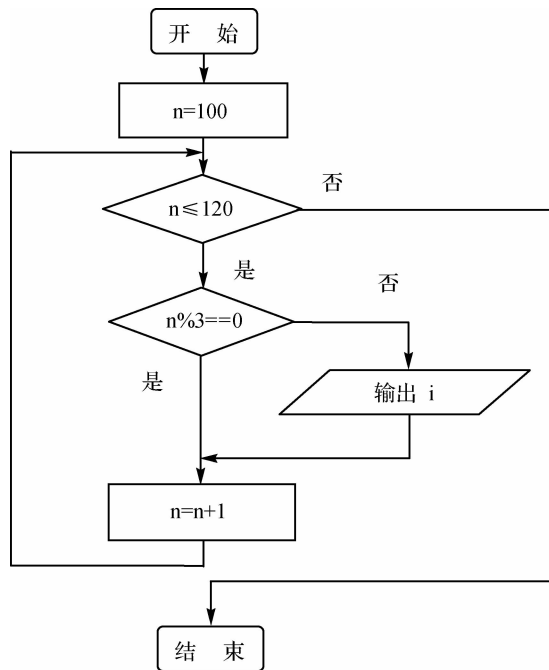 开 始
n=100
否
n≤120
是
否
n%3==0
是
输出 i
n=n+1
结 束